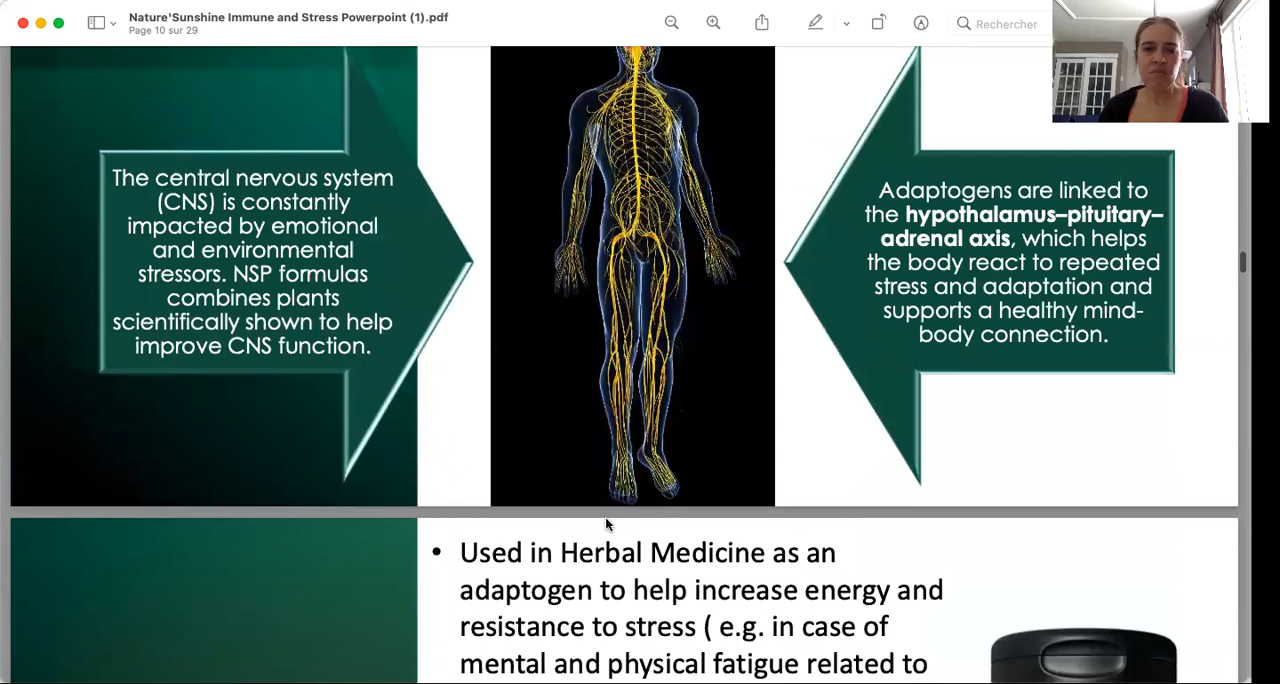 Nature'Sunshine Immune and Stress Powerpoint (1).pdf
Page 10 sur 29
Rechercher
The central nervous system
(CNS) is constantly
impacted by emotional
and environmental
stressors. NSP formulas
combines plants
scientifically shown to help
improve CNS function.
Adaptogens are linked to
the hypothalamus–pituitary–
adrenal axis, which helps
the body react to repeated
stress and adaptation and
supports a healthy mind-
body connection.
• Used in Herbal Medicine as an
adaptogen to help increase energy and
resistance to stress ( e.g. in case of
mental and physical fatigue related to